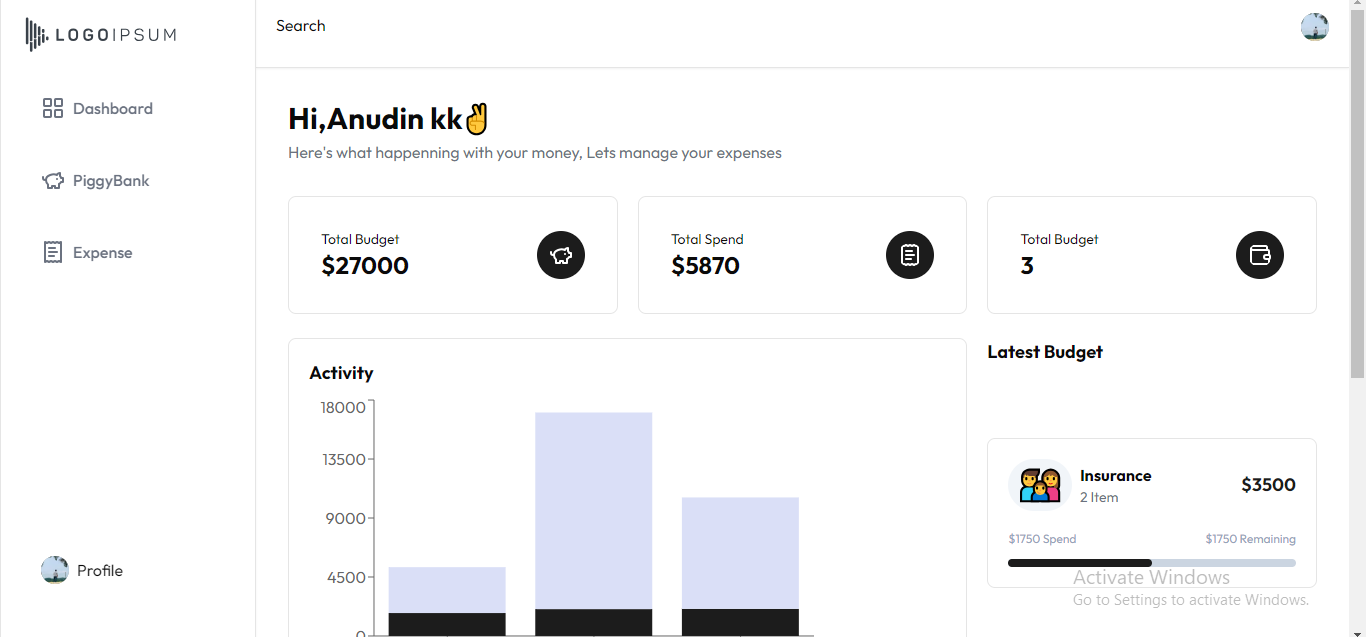 LOGOIPSUM
Search
Dashboard
PiggyBank
Expense
Profile
Hi,Anudin kk✌️
Here's what happenning with your money, Lets manage your expenses
Total Budget
$27000
Total Spend
$5870
Total Budget
3
Activity
18000
13500
9000
4500
0
Latest Budget
Insurance
2 Item
$3500
$1750 Spend
$1750 Remaining
Activate Windows
Go to Settings to activate Windows.